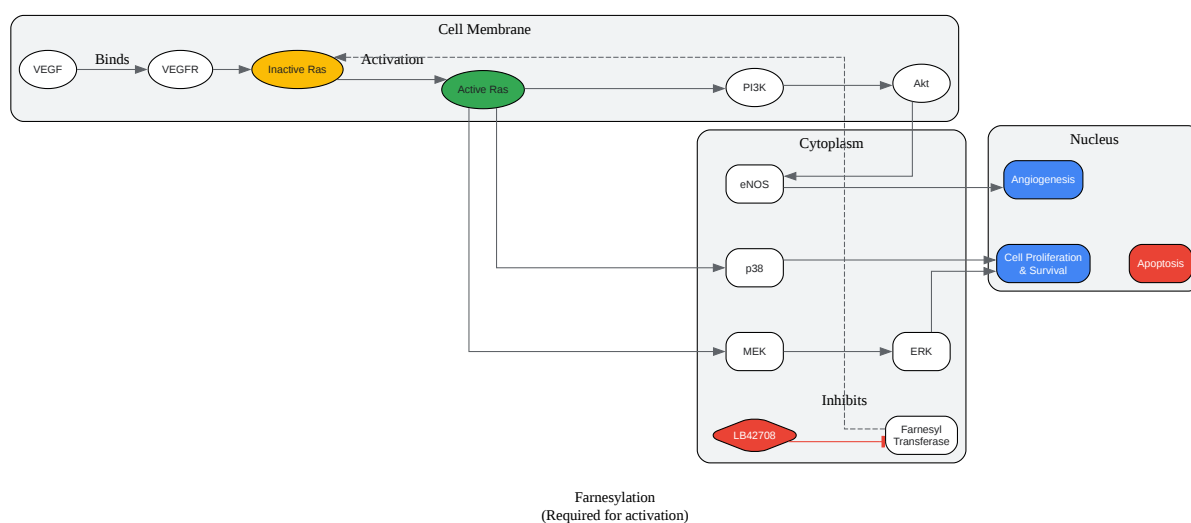 Cell Membrane
Binds
Activation
VEGF
VEGFR
Inactive Ras
Active Ras
PI3K
Akt
Cytoplasm
Nucleus
eNOS
Angiogenesis
p38
Cell Proliferation
& Survival
Apoptosis
MEK
ERK
Inhibits
LB42708
Farnesyl
Transferase
Farnesylation
(Required for activation)